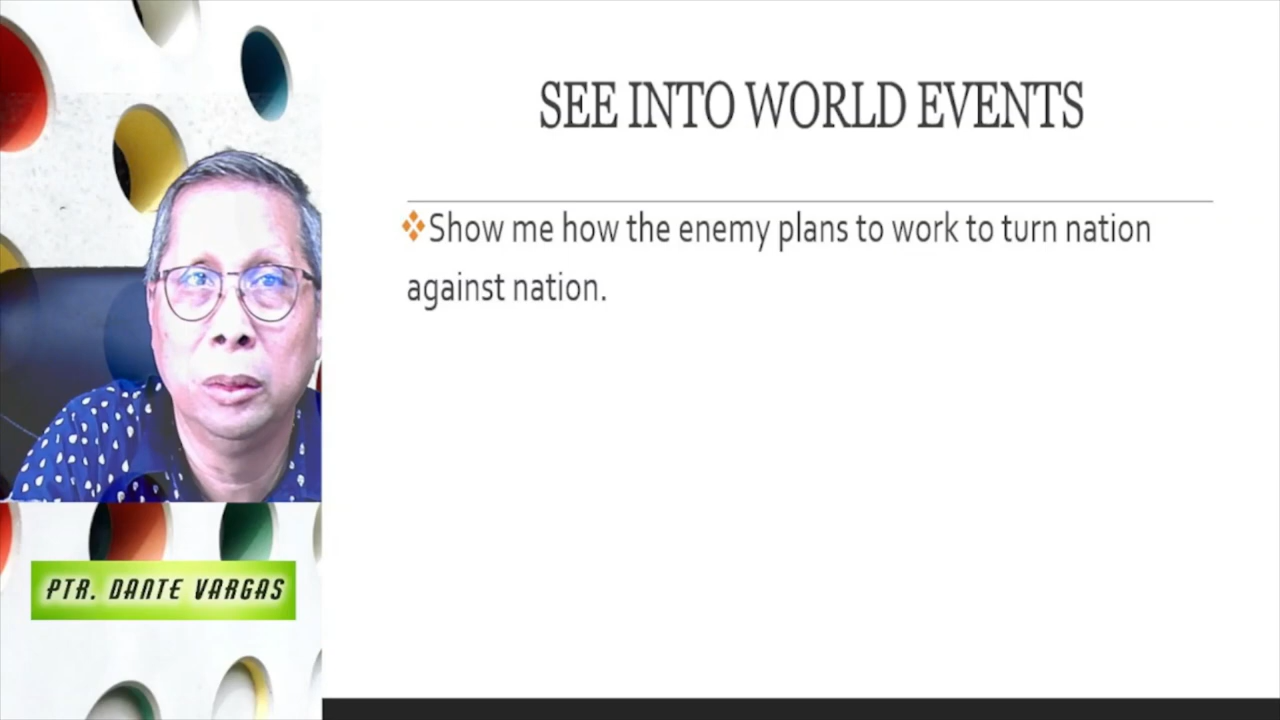 SEE INTO WORLD EVENTS
Show me how the enemy plans to work to turn nation
against nation.
PTR. DANTE VARGAS